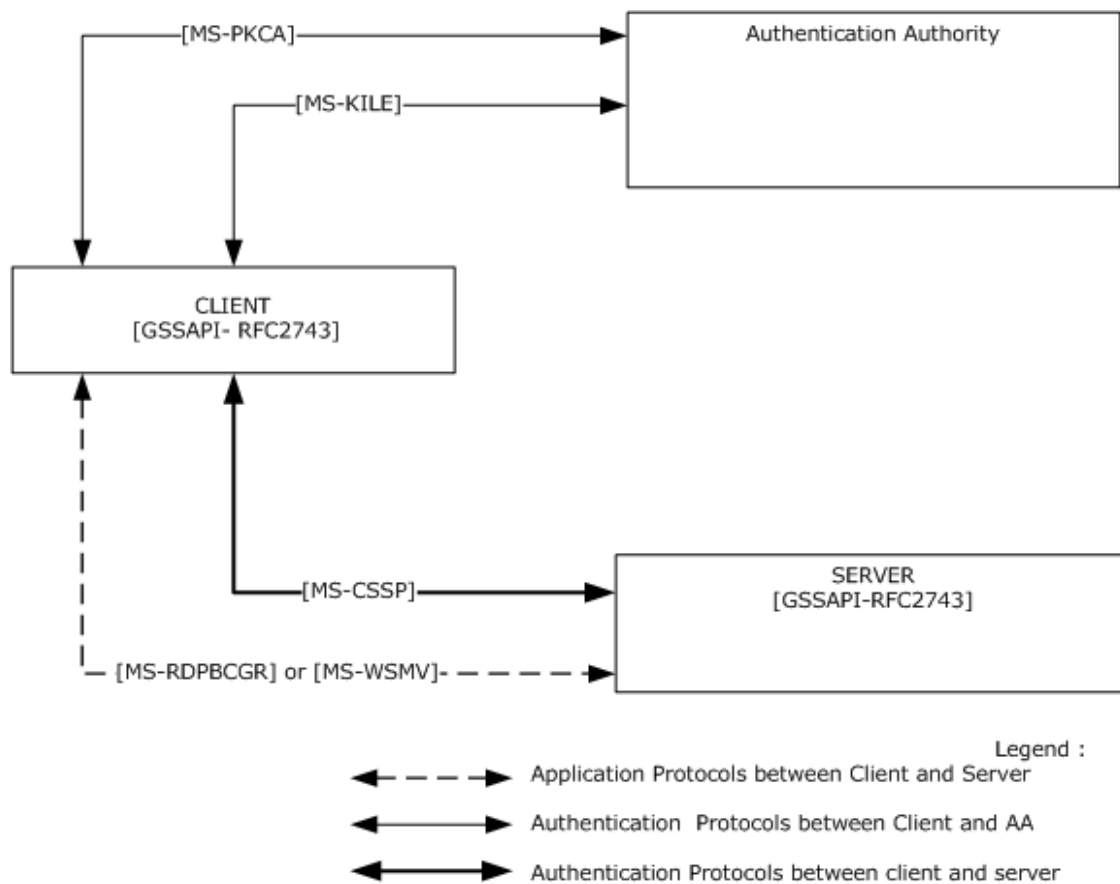 [MS-PKCA]
Authentication Authority
[MS-KILE]
CLIENT
[GSSAPI- RFC2743]
[MS-CSSP]
SERVER
[GSSAPI-RFC2743]
[MS-RDPBCGR] or [MS-WSMV]
Legend :
Application Protocols between Client and Server
Authentication Protocols between Client and AA
Authentication Protocols between client and server